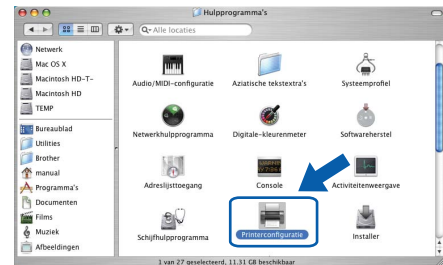 Hulpprogramma's
Alle locaties
Netwerk
Mac OS X
Macintosh HD-T-
Macintosh HD
TEMP
Bureaublad
Utilities
Brother
manual
Programma's
Documenten
Films
Muziek
Afbeeldingen
Audio/MIDI-configuratie
Aziatische tekstextra's
Systeemprofiel
Netwerkhulpprogramma
Digitale-kleurenmeter
Softwareherstel
Adreslijsttoegang
Console
Activiteitenweergave
Schijfhulpprogramma
Printerconfiguratie
Installer
1 van 27 geselecteerd, 11.31 GB beschikbaar